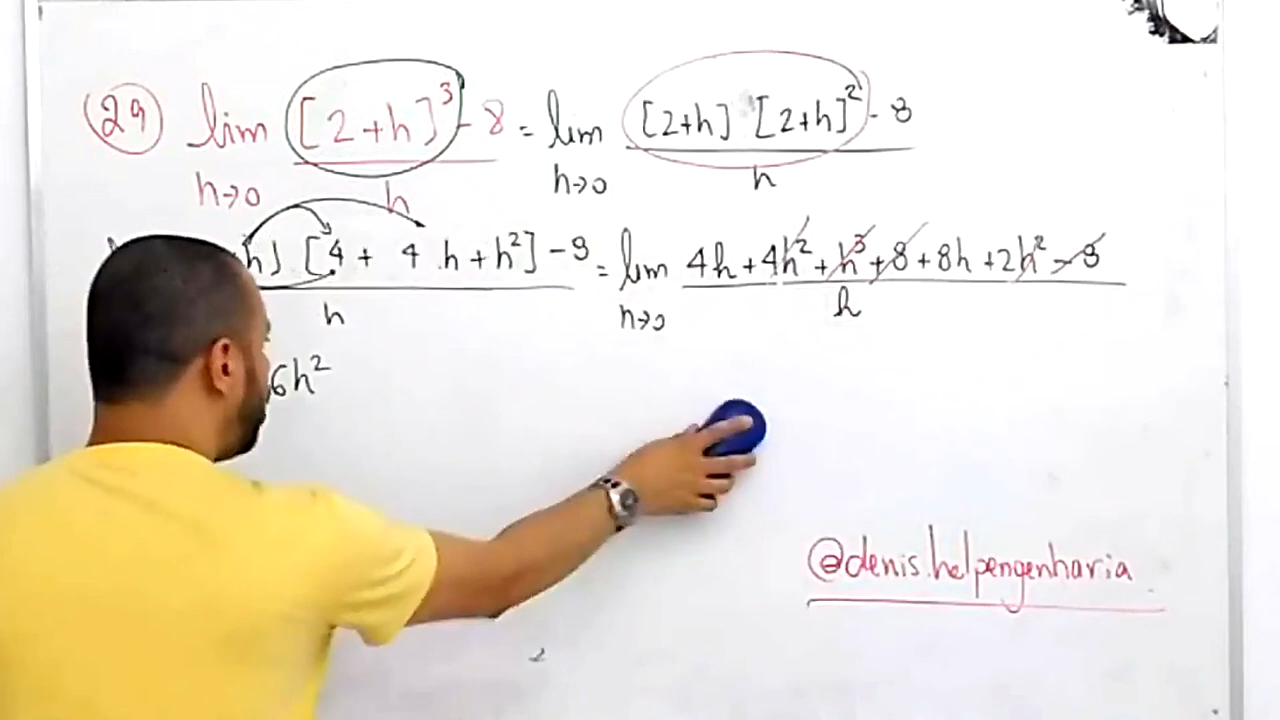 29 lim [2+h]³ - 8 = lim [2+h] [2+h]² - 8
h→0 h h→0 h
h] [4 + 4.h + h²] - 8 = lim 4h + 4h² + h³ + 8 + 8h + 2h² - 8
h h→0 h
6h²
@denis.helpengenharia